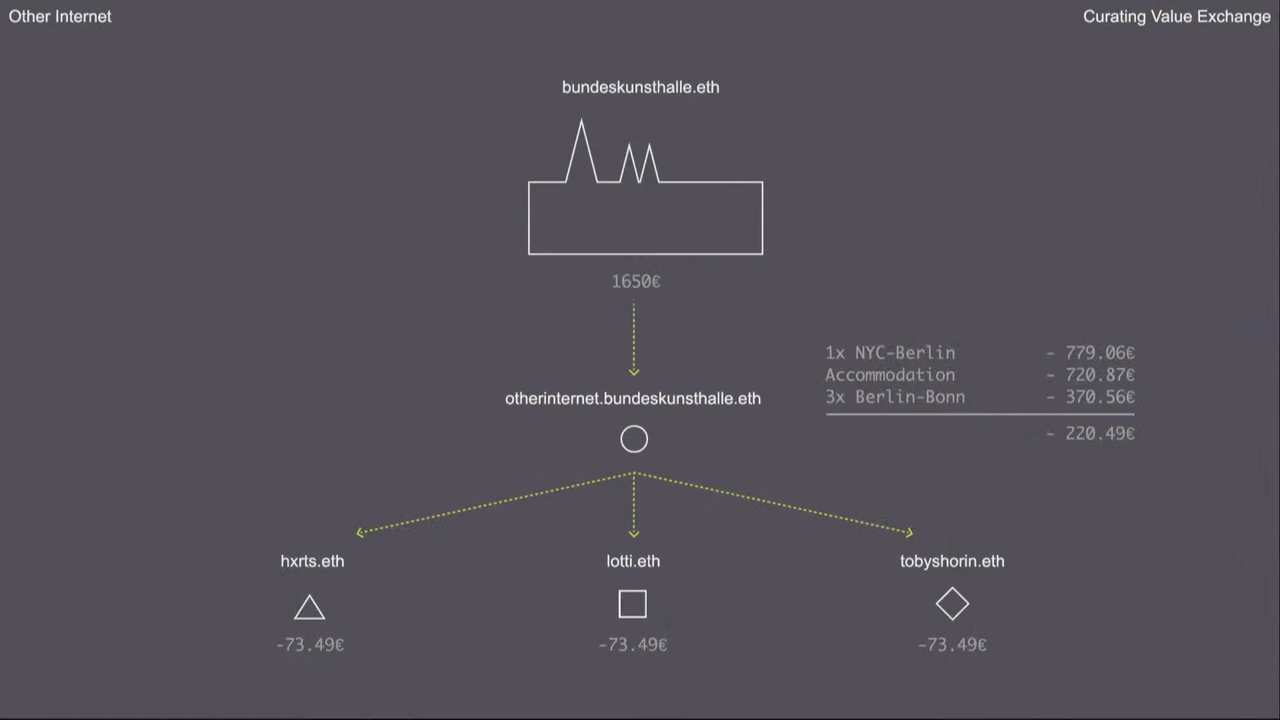 Other Internet
Curating Value Exchange
bundeskunsthalle.eth
1650€
1x NYC-Berlin - 779.06€
Accommodation - 720.87€
3x Berlin-Bonn - 370.56€
- 220.49€
otherinternet.bundeskunsthalle.eth
hxrts.eth
lotti.eth
tobyshorin.eth
-73.49€
-73.49€
-73.49€